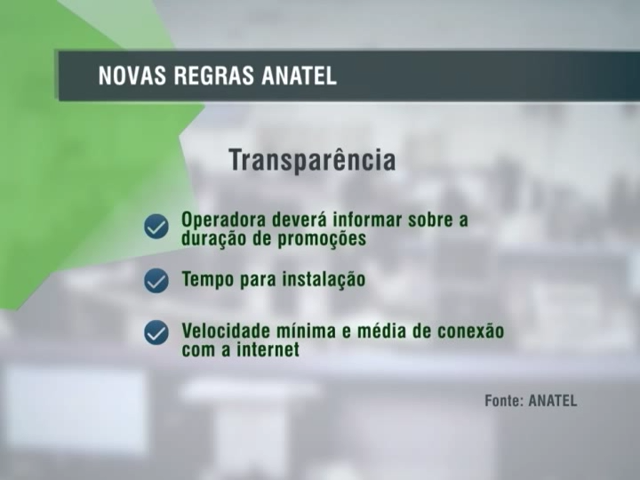 NOVAS REGRAS ANATEL
Transparência
Operadora deverá informar sobre a
duração de promoções
Tempo para instalação
Velocidade mínima e média de conexão
com a internet
Fonte: ANATEL